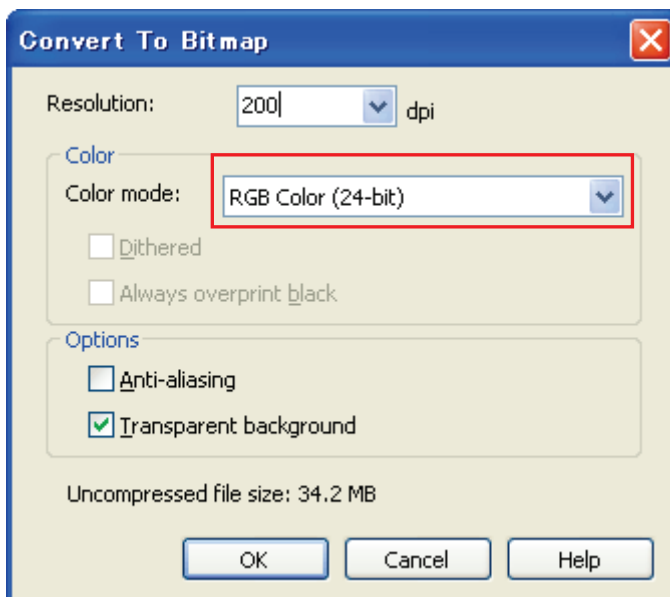 Convert To Bitmap
Resolution: 200 dpi
Color
Color mode: RGB Color (24-bit)
Dithered
Always overprint black
Options
Anti-aliasing
Transparent background
Uncompressed file size: 34.2 MB
OK Cancel Help